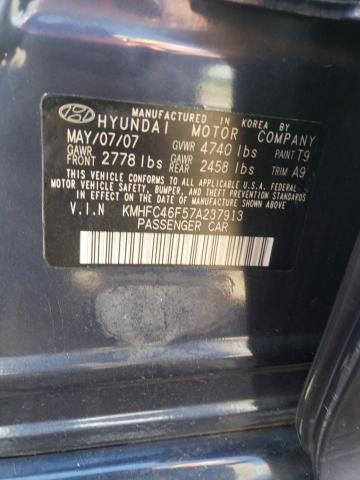 MANUFACTURED IN KOREA BY
HYUNDAI MOTOR COMPANY
MAY/07/07 GVWR 4740 lbs PAINT T9
GAWR FRONT 2778 lbs GAWR REAR 2458 lbs TRIM A9
THIS VEHICLE CONFORMS TO ALL APPLICABLE U.S.A. FEDERAL
MOTOR VEHICLE SAFETY, BUMPER, AND THEFT PREVENTION
STANDARDS IN EFFECT ON THE DATE OF MANUFACTURE SHOWN ABOVE.
V.I.N KMHFC46F57A237913
PASSENGER CAR